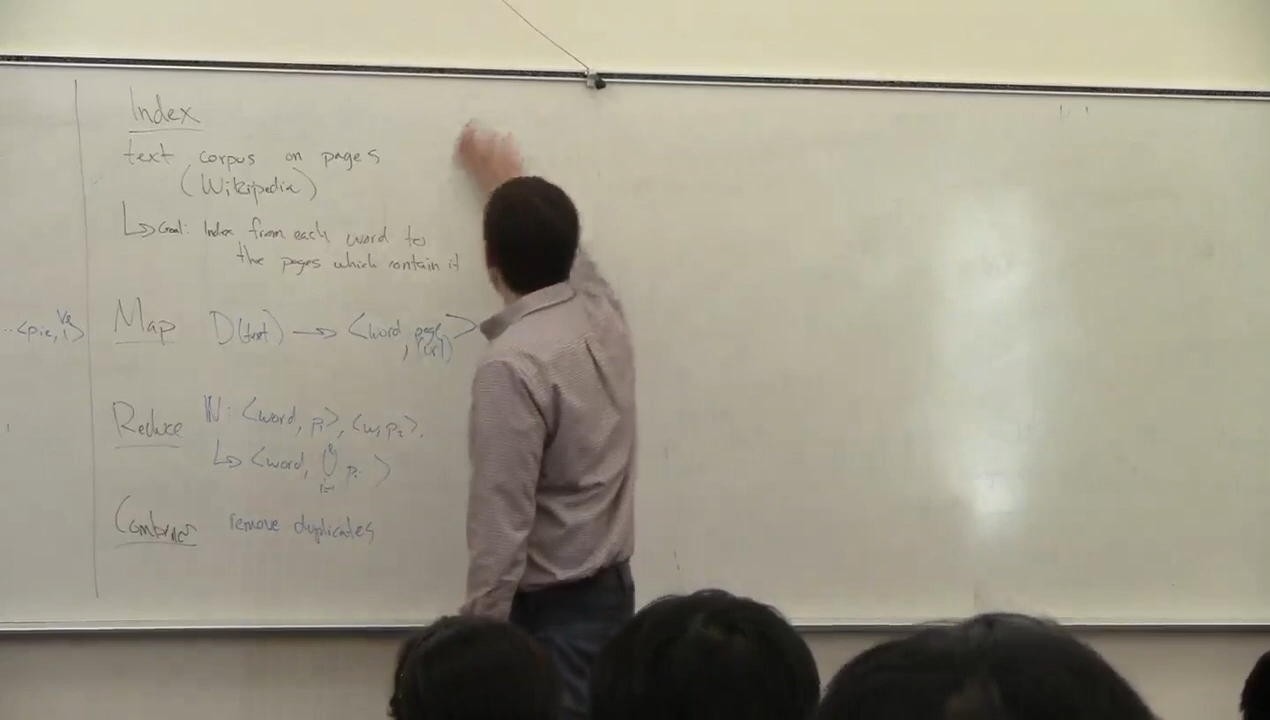 Index
text corpus on pages
(Wikipedia)
↳ Goal: Index from each word to
the pages which contain it
..<pie, 1>
Map D(text) → <word, page(url)>
Reduce W: <word, p₁>, <w, p₂>,
↳ <word, ⋃ pᵢ >
i=1
Combiner remove duplicates